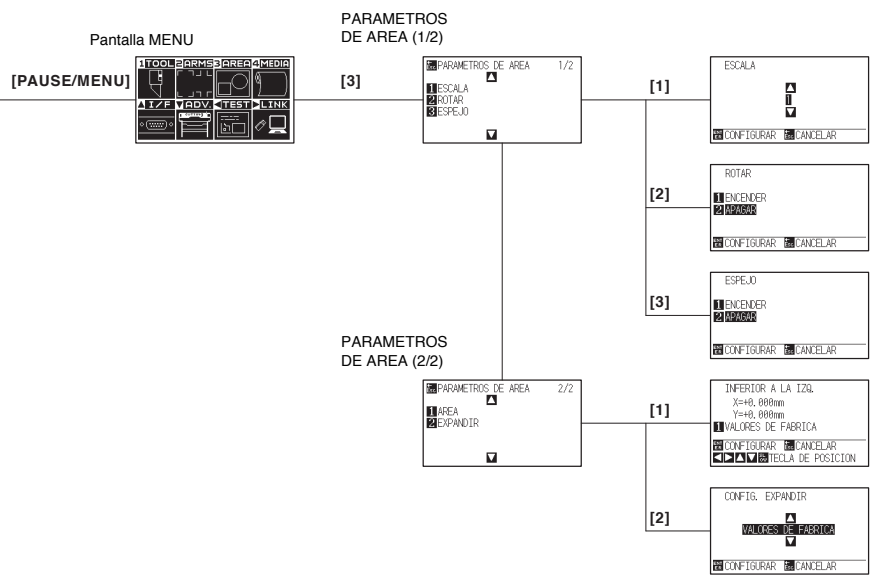 PARAMETROS
DE AREA (1/2)
Pantalla MENU
[PAUSE/MENU]
1TOOL 2ARMS 3AREA 4MEDIA
▲I/F ▼ADV. ◄TEST ►LINK
[3]
PARAMETROS DE AREA 1/2
▲
1 ESCALA
2 ROTAR
3 ESPEJO
▼
[1]
ESCALA
▲
1
▼
CONFIGURAR CANCELAR
[2]
ROTAR
1 ENCENDER
2 APAGAR
CONFIGURAR CANCELAR
[3]
ESPEJO
1 ENCENDER
2 APAGAR
CONFIGURAR CANCELAR
PARAMETROS
DE AREA (2/2)
PARAMETROS DE AREA 2/2
▲
1 AREA
2 EXPANDIR
▼
[1]
INFERIOR A LA IZQ.
X=+0.000mm
Y=+0.000mm
1 VALORES DE FABRICA
CONFIGURAR CANCELAR
◄►▲▼ TECLA DE POSICION
[2]
CONFIG. EXPANDIR
▲
VALORES DE FABRICA
▼
CONFIGURAR CANCELAR